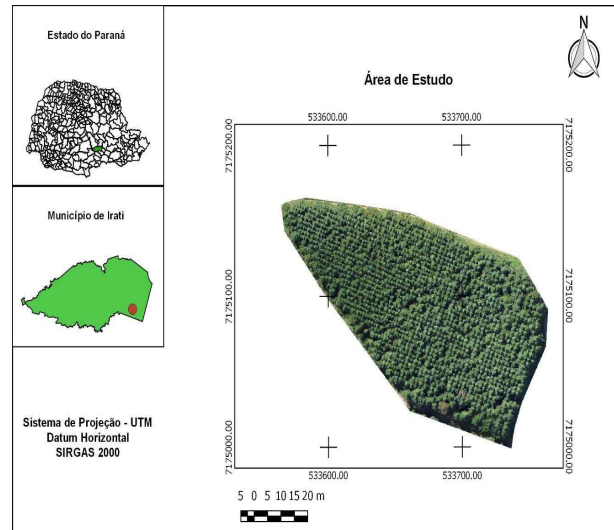 Estado do Paraná
Município de Irati
Sistema de Projeção - UTM
Datum Horizontal
SIRGAS 2000
N
Área de Estudo
533600.00 533700.00
7175200.00 7175200.00
7175100.00 7175100.00
7175000.00 7175000.00
533600.00 533700.00
5 0 5 10 15 20 m